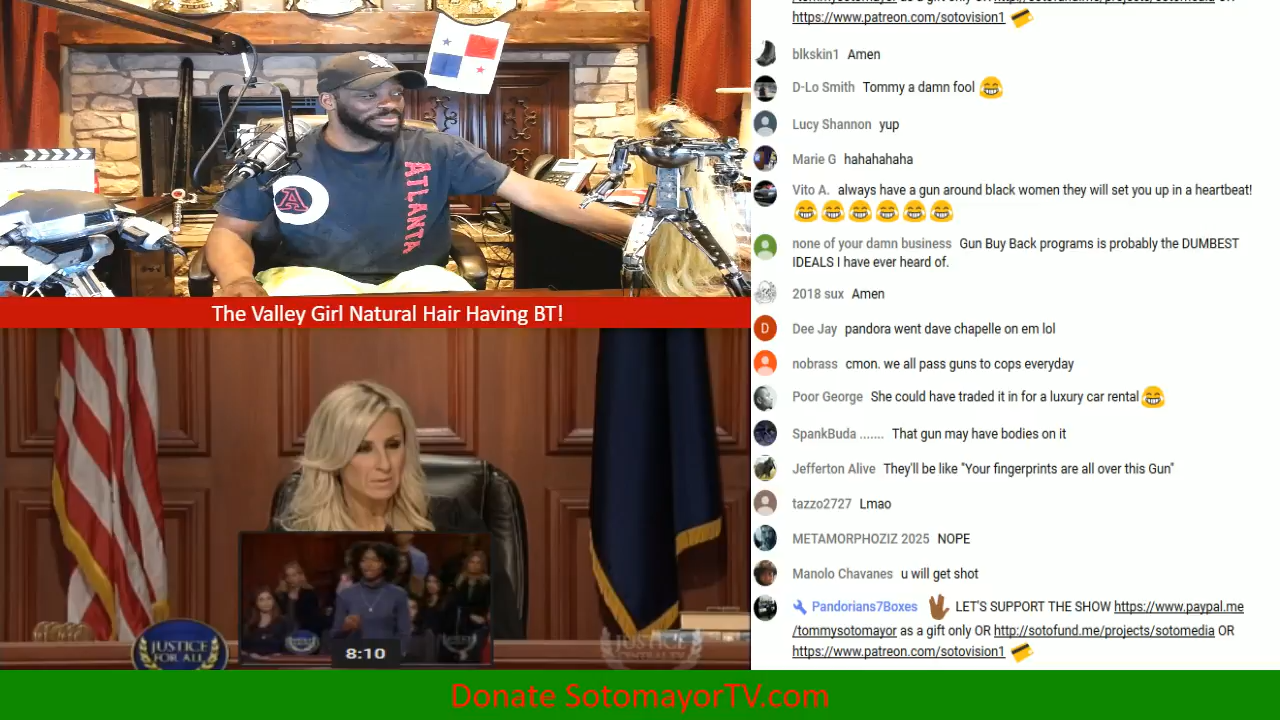 ATLANTA
A
The Valley Girl Natural Hair Having BT!
JUSTICE
FOR ALL
8:10
JUSTICE
CENTRAL.TV
Donate SotomayorTV.com
https://www.patreon.com/sotovision1
blkskin1 Amen
D-Lo Smith Tommy a damn fool 😂
Lucy Shannon yup
Marie G hahahahaha
Vito A. always have a gun around black women they will set you up in a heartbeat!
😂😂😂😂😂😂
none of your damn business Gun Buy Back programs is probably the DUMBEST
IDEALS I have ever heard of.
2018 sux Amen
D
Dee Jay pandora went dave chapelle on em lol
nobrass cmon. we all pass guns to cops everyday
Poor George She could have traded it in for a luxury car rental 😂
SpankBuda ....... That gun may have bodies on it
Jefferton Alive They'll be like "Your fingerprints are all over this Gun"
tazzo2727 Lmao
METAMORPHOZIZ 2025 NOPE
Manolo Chavanes u will get shot
Pandorians7Boxes 🖖🏾 LET'S SUPPORT THE SHOW https://www.paypal.me
/tommysotomayor as a gift only OR http://sotofund.me/projects/sotomedia OR
https://www.patreon.com/sotovision1 💳